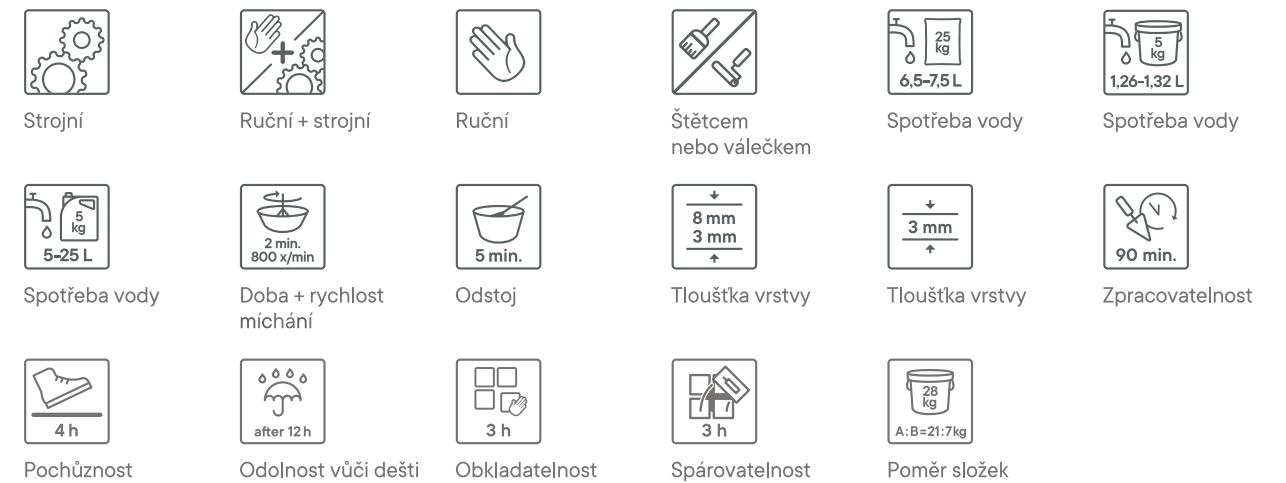 25
kg
6,5–7,5 L
5
kg
1,26–1,32 L
Strojní
Ruční + strojní
Ruční
Štětcem
nebo válečkem
Spotřeba vody
Spotřeba vody
5
kg
5–25 L
2 min.
800 x/min
5 min.
8 mm
3 mm
3 mm
90 min.
Spotřeba vody
Doba + rychlost
míchání
Odstoj
Tloušťka vrstvy
Tloušťka vrstvy
Zpracovatelnost
4 h
after 12 h
3 h
3 h
28
kg
A:B=21:7kg
Pochůznost
Odolnost vůči dešti
Obkladatelnost
Spárovatelnost
Poměr složek